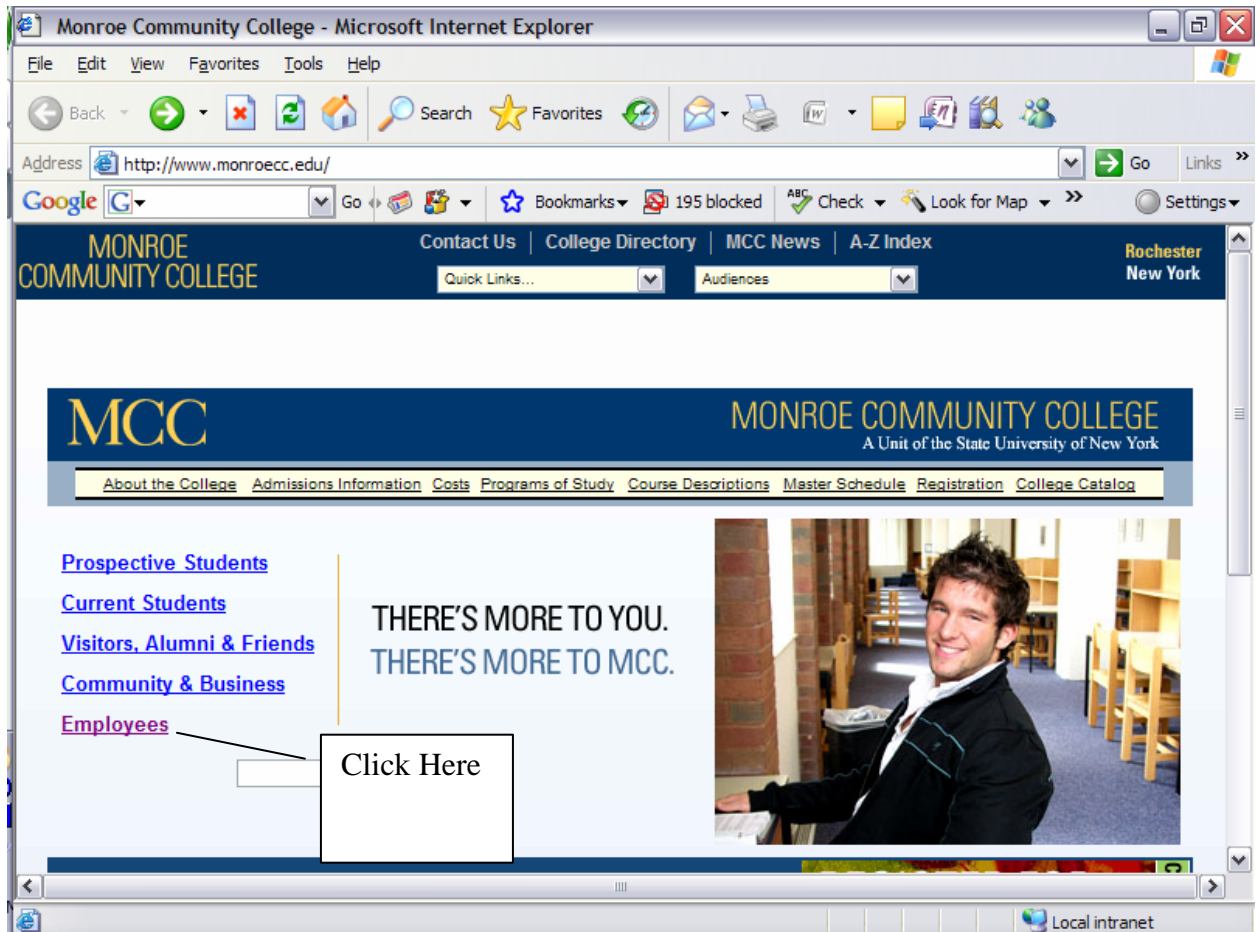 Monroe Community College - Microsoft Internet Explorer
File Edit View Favorites Tools Help
Back Search Favorites
Address http://www.monroecc.edu/ Go Links »
Google G Go Bookmarks 195 blocked ABC Check Look for Map » Settings
MONROE
COMMUNITY COLLEGE
Contact Us | College Directory | MCC News | A-Z Index
Quick Links... Audiences
Rochester
New York
MCC
MONROE COMMUNITY COLLEGE
A Unit of the State University of New York
About the College Admissions Information Costs Programs of Study Course Descriptions Master Schedule Registration College Catalog
Prospective Students
Current Students
Visitors, Alumni & Friends
Community & Business
Employees
THERE'S MORE TO YOU.
THERE'S MORE TO MCC.
Click Here
Local intranet